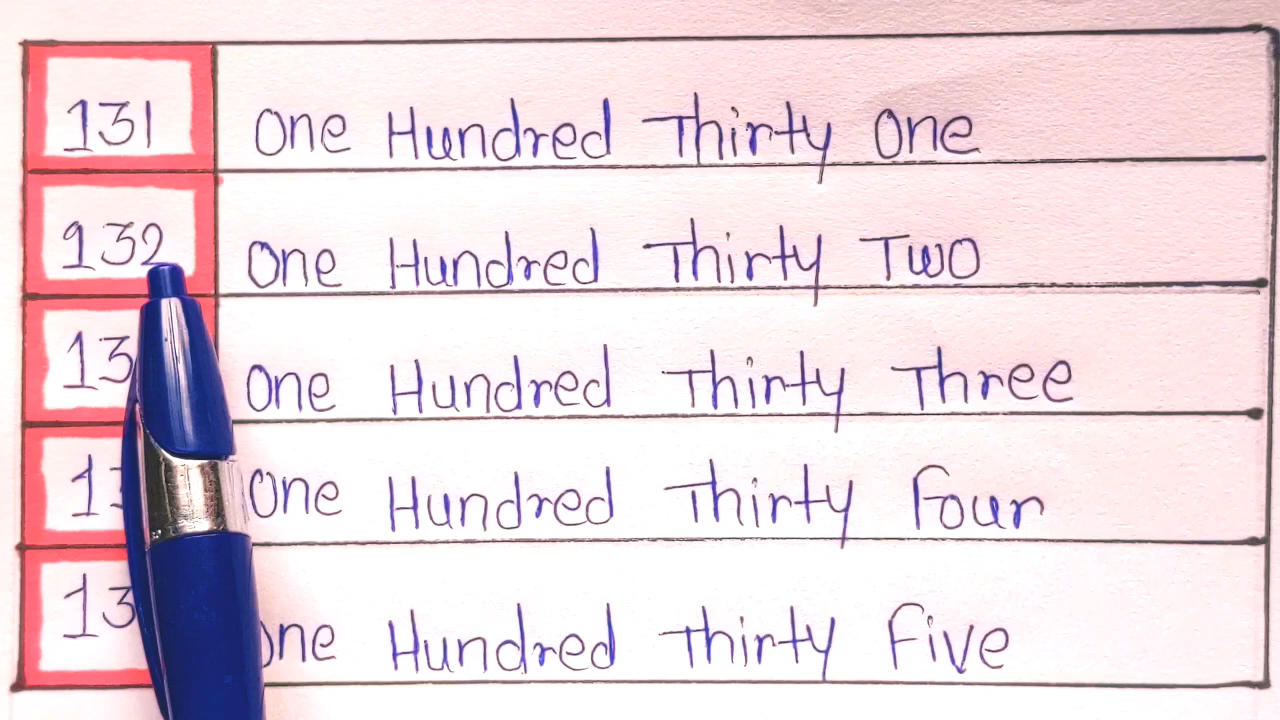 131 One Hundred Thirty One
132 One Hundred Thirty Two
13 One Hundred Thirty Three
13 One Hundred Thirty Four
13 One Hundred Thirty Five